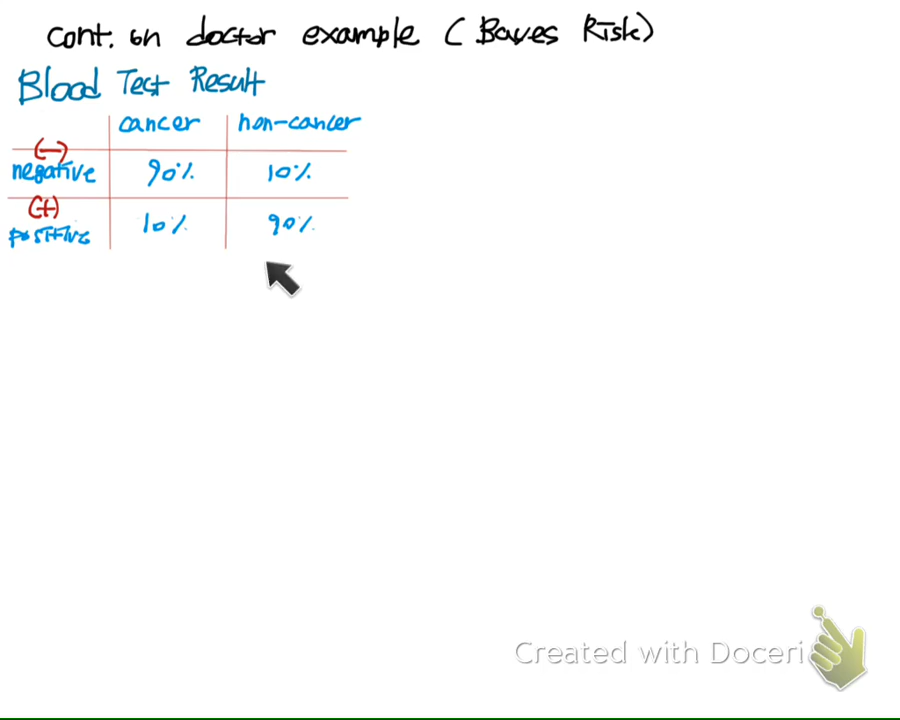 cont. on doctor example (Bayes Risk)
Blood Test Result
cancer non-cancer
(-)
negative 90% 10%
(+)
positive 10% 90%
Created with Doceri